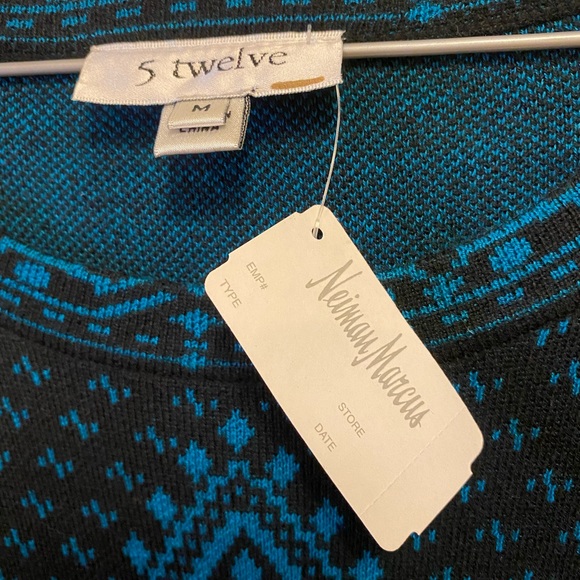 5 twelve
M
CHINA
Neiman Marcus
EMP#
TYPE
STORE
DATE